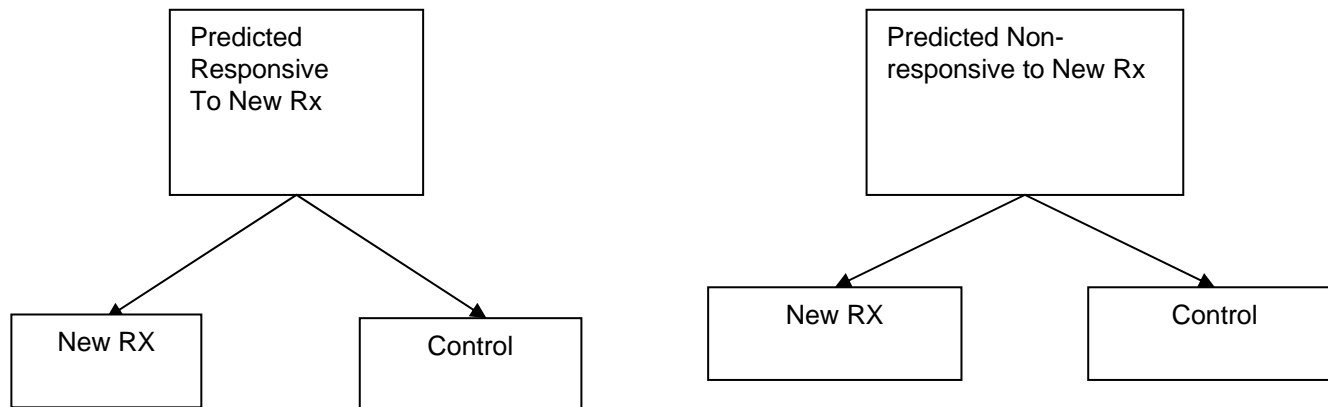 Predicted
Responsive
To New Rx
Predicted Non-
responsive to New Rx
New RX
Control
New RX
Control